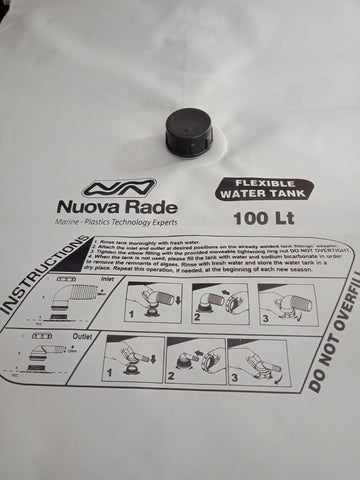 Nuova Rade
Marine - Plastics Technology Experts
FLEXIBLE
WATER TANK
100 Lt
INSTRUCTIONS
1. Rinse tank thoroughly with fresh water.
2. Attach the inlet and outlet at desired positions on the already welded tank fittings' adapter.
3. Tighten the elbow fitting with the provided moveable tightening ring nut DO NOT OVERTIGHT
4. When the tank is not used, please fill the tank with water and sodium bicarbonate in order
to remove the remnants of algaes. Rinse with fresh water and store the water tank in a
dry place. Repeat this operation, if needed, at the beginning of each new season.
Inlet
1
2
3
Outlet
1
2
3
DO NOT OVERFI